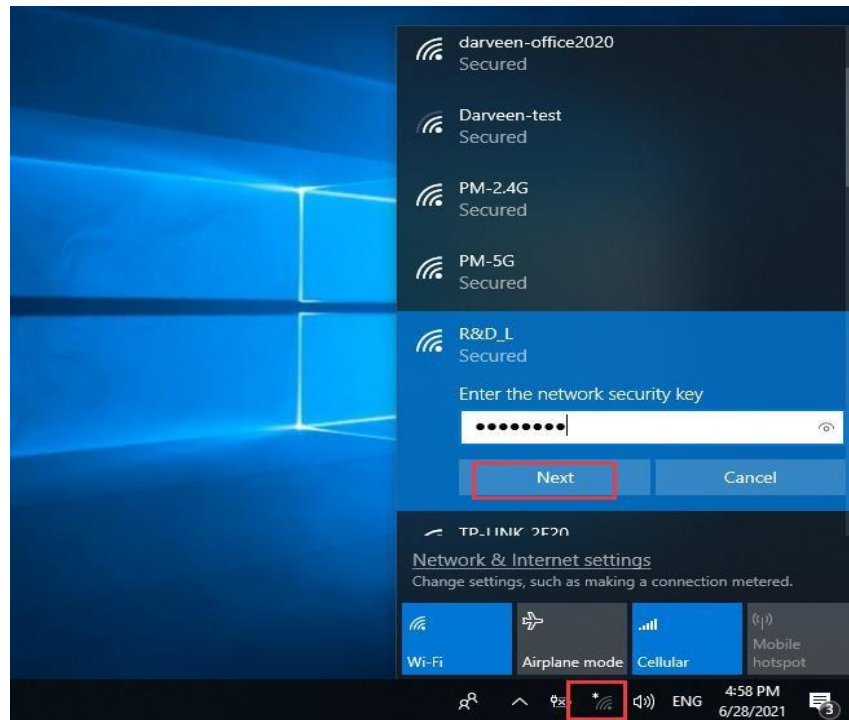 darveen-office2020
Secured
Darveen-test
Secured
PM-2.4G
Secured
PM-5G
Secured
R&D_L
Secured
Enter the network security key
Next Cancel
TP-LINK_2F20
Network & Internet settings
Change settings, such as making a connection metered.
Wi-Fi Airplane mode Cellular Mobile hotspot
ENG 4:58 PM
6/28/2021 3